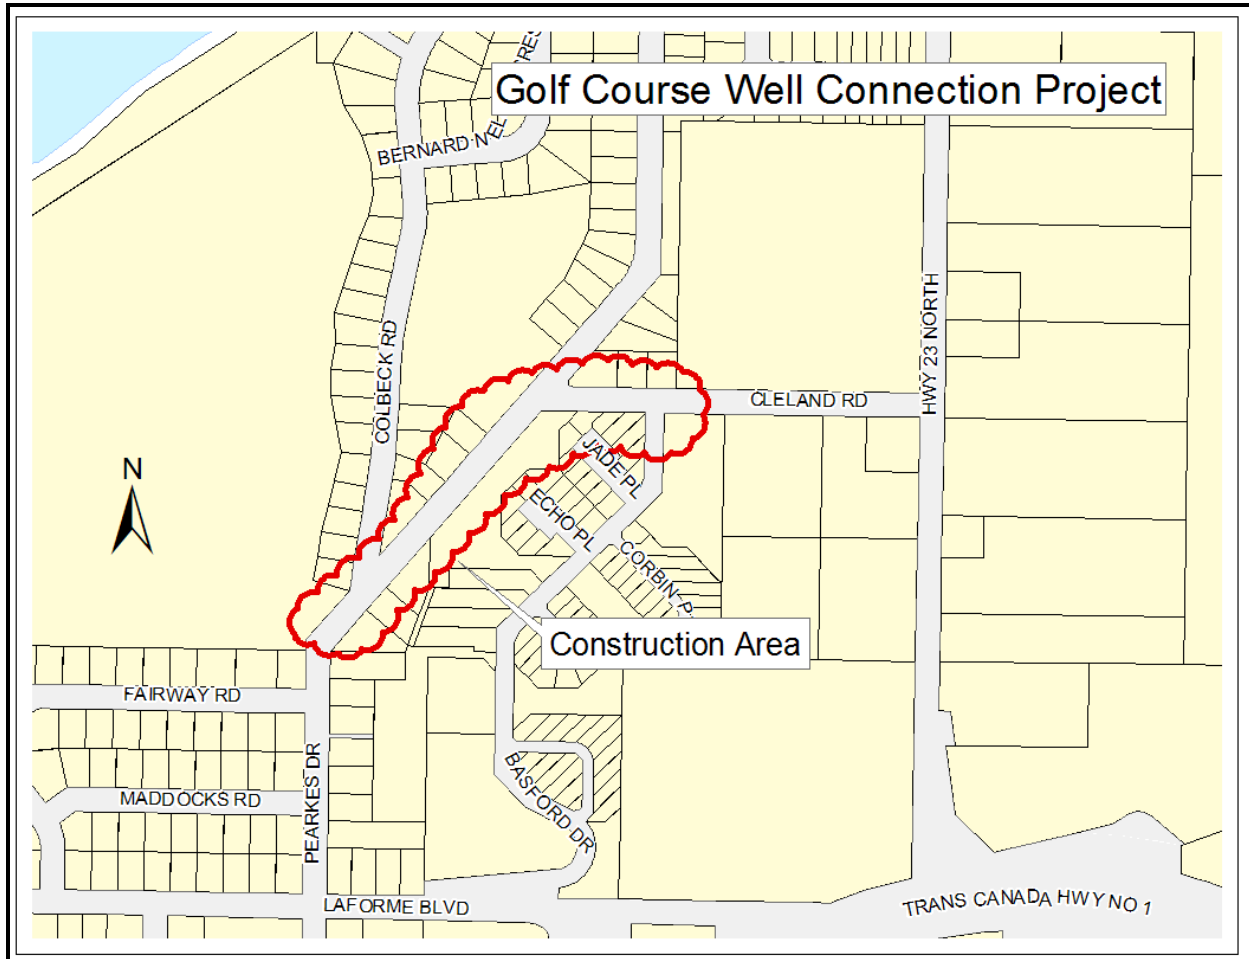 Golf Course Well Connection Project
BERNARD
COLBECK RD
HWY 23 NORTH
CLELAND RD
JADE PL
N
ECHO PL
CORBIN P
Construction Area
FAIRWAY RD
PEARKES DR
MADDOCKS RD
BASFORD DR
LAFORME BLVD
TRANS CANADA HWY NO 1